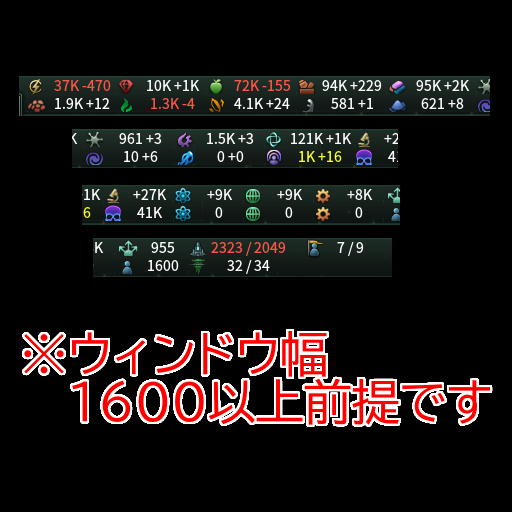 37K -470 10K +1K 72K -155 94K +229 95K +2K
1.9K +12 1.3K -4 4.1K +24 581 +1 621 +8
K 961 +3 1.5K +3 121K +1K
10 +6 0 +0 1K +16
1K +27K +9K +9K +8K
6 41K 0 0 0
K 955 2323 / 2049 7 / 9
1600 32 / 34
※ウィンドウ幅
1600以上前提です